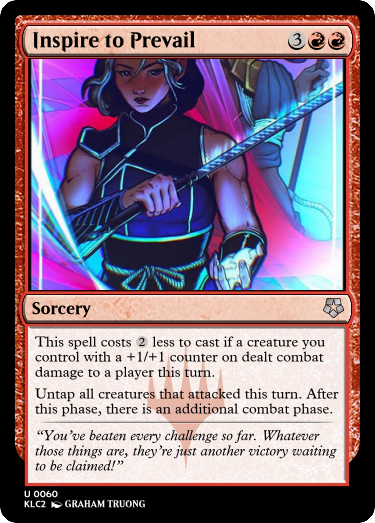 Inspire to Prevail 3
Sorcery
This spell costs 2 less to cast if a creature you
control with a +1/+1 counter on dealt combat
damage to a player this turn.
Untap all creatures that attacked this turn. After
this phase, there is an additional combat phase.
“You’ve beaten every challenge so far. Whatever
those things are, they’re just another victory waiting
to be claimed!”
U 0060
KLC2 GRAHAM TRUONG